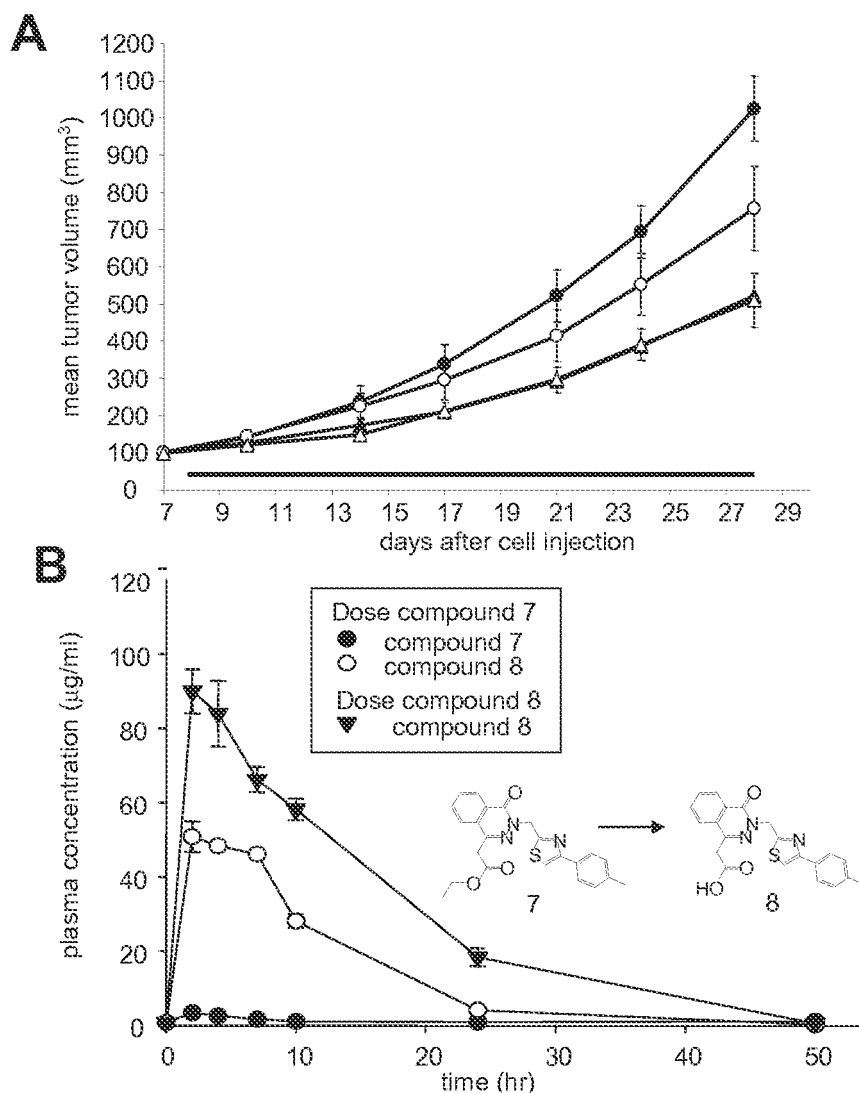 A
1200
1100
1000
900
800
700
600
500
400
300
200
100
0
mean tumor volume (mm³)
7 9 11 13 15 17 19 21 23 25 27 29
days after cell injection
B
120
100
80
60
40
20
0
plasma concentration (µg/ml)
Dose compound 7
compound 7
compound 8
Dose compound 8
compound 8
O
N
N
N
S
O
O
7
O
N
N
N
S
O
HO
8
0 10 20 30 40 50
time (hr)